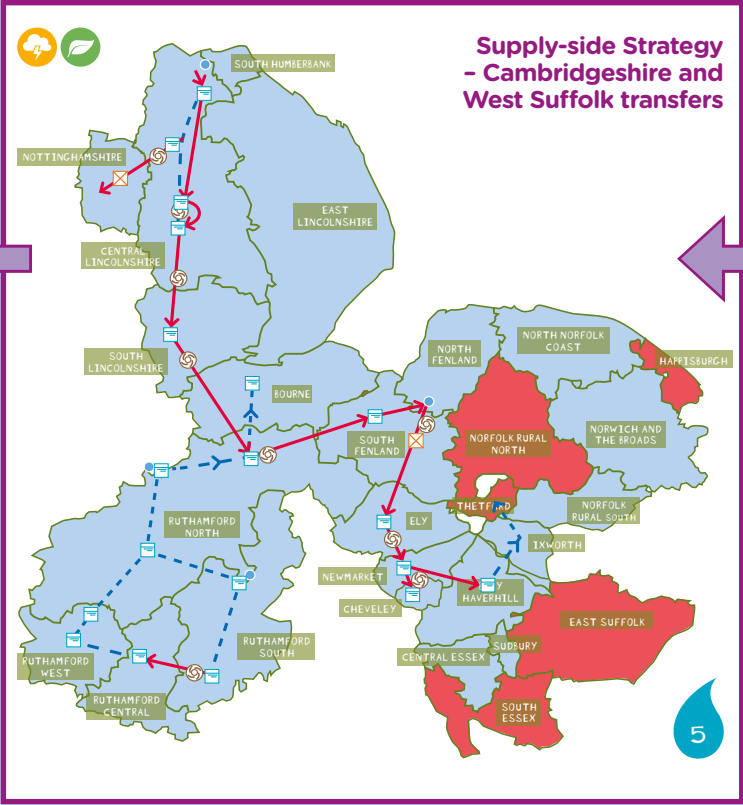 Supply-side Strategy
– Cambridgeshire and
West Suffolk transfers
SOUTH HUMBERBANK
NOTTINGHAMSHIRE
EAST
LINCOLNSHIRE
CENTRAL
LINCOLNSHIRE
SOUTH
LINCOLNSHIRE
BOURNE
NORTH
FENLAND
NORTH NORFOLK
COAST
HAPPISBURGH
SOUTH
FENLAND
NORFOLK RURAL
NORTH
NORWICH AND
THE BROADS
THETFORD
NORFOLK
RURAL SOUTH
RUTHAMFORD
NORTH
ELY
IXWORTH
NEWMARKET
CHEVELEY
Y
HAVERHILL
EAST SUFFOLK
RUTHAMFORD
SOUTH
SUDBURY
CENTRAL ESSEX
RUTHAMFORD
WEST
RUTHAMFORD
CENTRAL
SOUTH
ESSEX
5